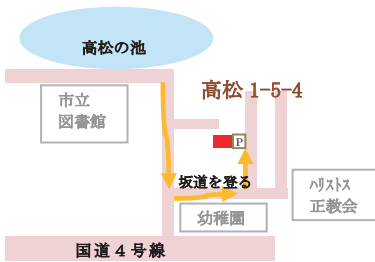 高松の池
高松 1-5-4
市立
図書館
P
坂道を登る
ハリストス
正教会
幼稚園
国道４号線